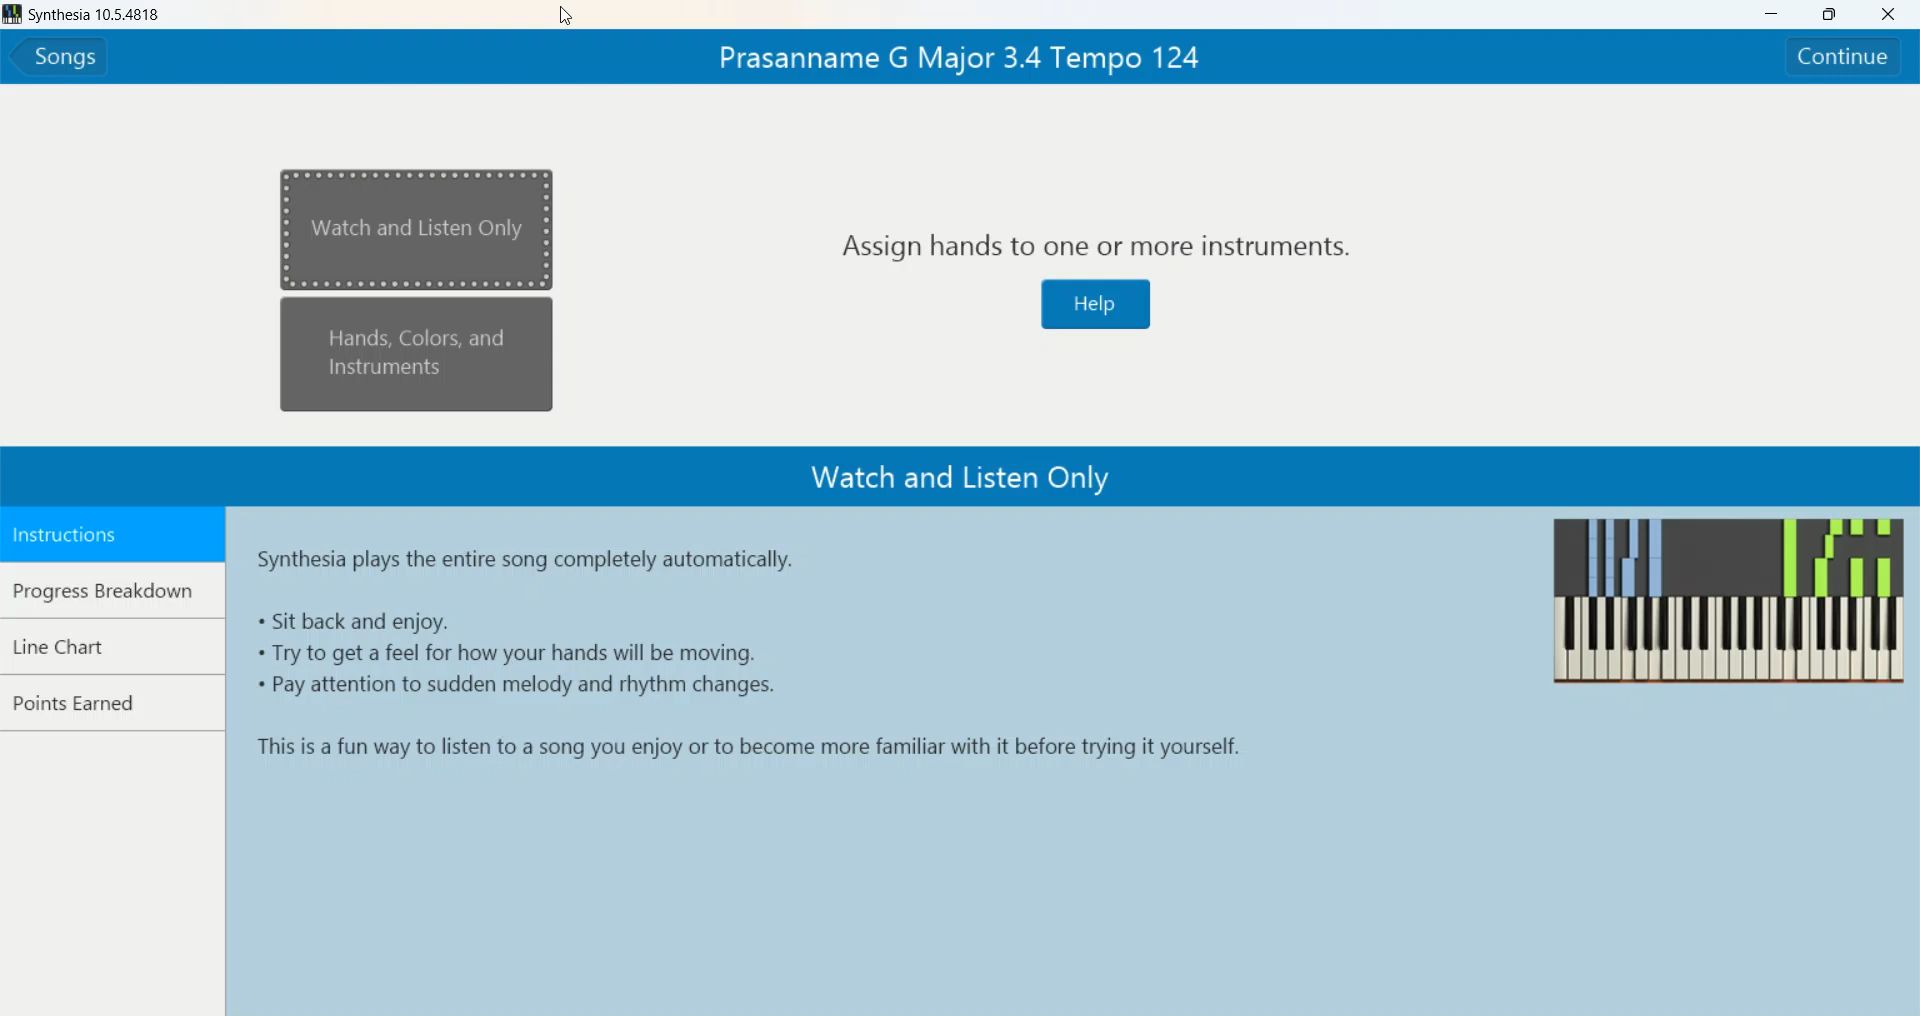 Synthesia 10.5.4818
Songs
Prasanname G Major 3.4 Tempo 124
Continue
Watch and Listen Only
Assign hands to one or more instruments.
Help
Hands, Colors, and
Instruments
Watch and Listen Only
Instructions
Progress Breakdown
Line Chart
Points Earned
Synthesia plays the entire song completely automatically.
• Sit back and enjoy.
• Try to get a feel for how your hands will be moving.
• Pay attention to sudden melody and rhythm changes.
This is a fun way to listen to a song you enjoy or to become more familiar with it before trying it yourself.